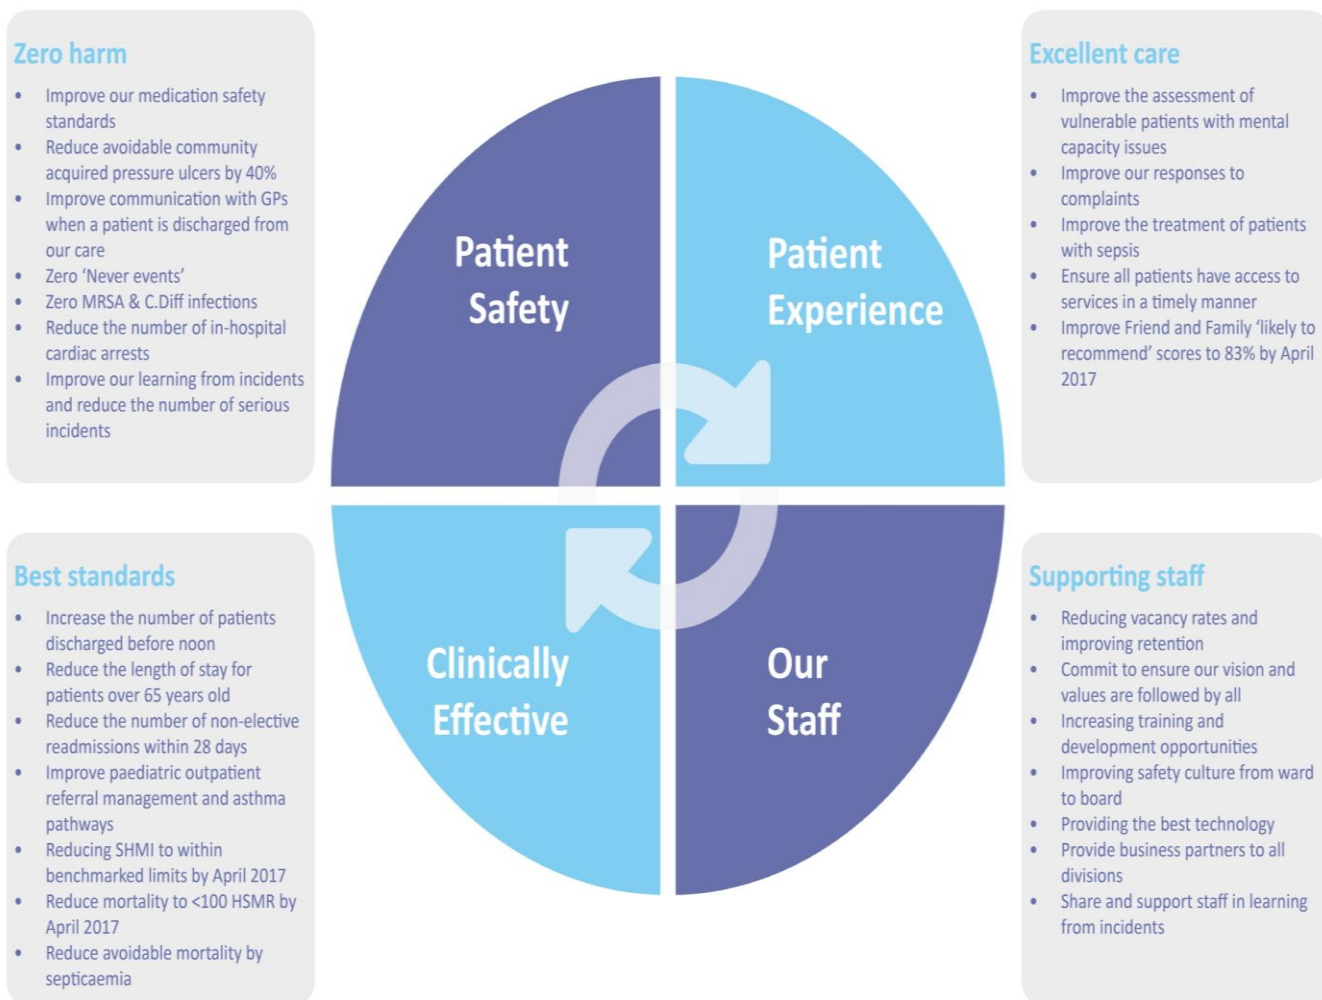 Zero harm
• Improve our medication safety
standards
• Reduce avoidable community
acquired pressure ulcers by 40%
• Improve communication with GPs
when a patient is discharged from
our care
• Zero ‘Never events’
• Zero MRSA & C.Diff infections
• Reduce the number of in-hospital
cardiac arrests
• Improve our learning from incidents
and reduce the number of serious
incidents
Patient
Safety
Patient
Experience
Excellent care
• Improve the assessment of
vulnerable patients with mental
capacity issues
• Improve our responses to
complaints
• Improve the treatment of patients
with sepsis
• Ensure all patients have access to
services in a timely manner
• Improve Friend and Family ‘likely to
recommend’ scores to 83% by April
2017
Best standards
• Increase the number of patients
discharged before noon
• Reduce the length of stay for
patients over 65 years old
• Reduce the number of non-elective
readmissions within 28 days
• Improve paediatric outpatient
referral management and asthma
pathways
• Reducing SHMI to within
benchmarked limits by April 2017
• Reduce mortality to <100 HSMR by
April 2017
• Reduce avoidable mortality by
septicaemia
Clinically
Effective
Our
Staff
Supporting staff
• Reducing vacancy rates and
improving retention
• Commit to ensure our vision and
values are followed by all
• Increasing training and
development opportunities
• Improving safety culture from ward
to board
• Providing the best technology
• Provide business partners to all
divisions
• Share and support staff in learning
from incidents